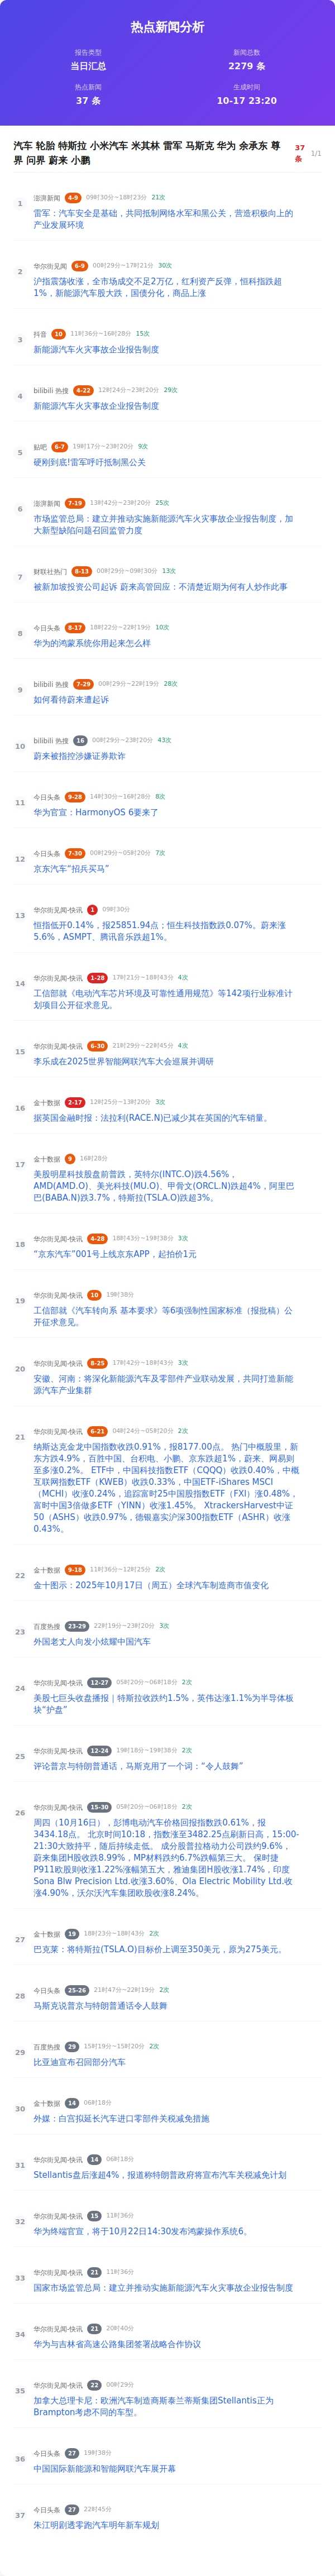 热点新闻分析
报告类型
新闻总数
当日汇总
2279 条
热点新闻
生成时间
37 条
10-17 23:20
汽车 轮胎 特斯拉 小米汽车 米其林 雷军 马斯克 华为 余承东 尊
界 问界 蔚来 小鹏
37
条
1/1
1
澎湃新闻 4-9 09时30分~18时23分 21次
雷军：汽车安全是基础，共同抵制网络水军和黑公关，营造积极向上的
产业发展环境
2
华尔街见闻 6-9 00时29分~17时21分 30次
沪指震荡收涨，全市场成交不足2万亿，红利资产反弹，恒科指跌超
1%，新能源汽车股大跌，国债分化，商品上涨
3
抖音 10 11时36分~16时28分 15次
新能源汽车火灾事故企业报告制度
4
bilibili 热搜 4-22 12时24分~23时20分 29次
新能源汽车火灾事故企业报告制度
5
贴吧 6-7 19时17分~23时20分 9次
硬刚到底!雷军呼吁抵制黑公关
6
澎湃新闻 7-19 13时42分~23时20分 25次
市场监管总局：建立并推动实施新能源汽车火灾事故企业报告制度，加
大新型缺陷问题召回监管力度
7
财联社热门 8-13 00时29分~09时30分 13次
被新加坡投资公司起诉 蔚来高管回应：不清楚近期为何有人炒作此事
8
今日头条 8-17 18时22分~22时19分 10次
华为的鸿蒙系统你用起来怎么样
9
bilibili 热搜 7-29 00时29分~22时19分 28次
如何看待蔚来遭起诉
10
bilibili 热搜 16 00时29分~23时20分 43次
蔚来被指控涉嫌证券欺诈
11
今日头条 9-28 14时30分~16时28分 8次
华为官宣：HarmonyOS 6要来了
12
今日头条 7-30 00时29分~05时20分 7次
京东汽车“招兵买马”
13
华尔街见闻-快讯 1 09时30分
恒指低开0.14%，报25851.94点；恒生科技指数跌0.07%。蔚来涨
5.6%，ASMPT、腾讯音乐跌超1%。
14
华尔街见闻-快讯 1-28 17时21分~18时43分 4次
工信部就《电动汽车芯片环境及可靠性通用规范》等142项行业标准计
划项目公开征求意见。
15
华尔街见闻-快讯 6-30 21时29分~22时45分 4次
李乐成在2025世界智能网联汽车大会巡展并调研
16
金十数据 2-17 12时25分~13时20分 3次
据英国金融时报：法拉利(RACE.N)已减少其在英国的汽车销量。
17
金十数据 9 16时28分
美股明星科技股盘前普跌，英特尔(INTC.O)跌4.56%，
AMD(AMD.O)、美光科技(MU.O)、甲骨文(ORCL.N)跌超4%，阿里巴
巴(BABA.N)跌3.7%，特斯拉(TSLA.O)跌超3%。
18
华尔街见闻-快讯 4-28 18时43分~19时38分 3次
“京东汽车”001号上线京东APP，起拍价1元
19
华尔街见闻-快讯 10 19时38分
工信部就《汽车转向系 基本要求》等6项强制性国家标准（报批稿）公
开征求意见。
20
华尔街见闻-快讯 8-25 17时42分~18时43分 3次
安徽、河南：将深化新能源汽车及零部件产业联动发展，共同打造新能
源汽车产业集群
21
华尔街见闻-快讯 6-21 04时24分~05时20分 2次
纳斯达克金龙中国指数收跌0.91%，报8177.00点。 热门中概股里，新
东方跌4.9%，百胜中国、台积电、小鹏、京东跌超1%，蔚来、网易则
至多涨0.2%。 ETF中，中国科技指数ETF（CQQQ）收跌0.40%，中概
互联网指数ETF（KWEB）收跌0.33%，中国ETF-iShares MSCI
（MCHI）收涨0.24%，追踪富时25中国股指数ETF（FXI）涨0.48%，
富时中国3倍做多ETF（YINN）收涨1.45%。 XtrackersHarvest中证
50（ASHS）收跌0.97%，德银嘉实沪深300指数ETF（ASHR）收涨
0.43%。
22
金十数据 9-18 11时36分~12时25分 2次
金十图示：2025年10月17日（周五）全球汽车制造商市值变化
23
百度热搜 23-29 22时19分~23时20分 3次
外国老丈人向发小炫耀中国汽车
24
华尔街见闻-快讯 12-27 05时20分~06时18分 2次
美股七巨头收盘播报｜特斯拉收跌约1.5%，英伟达涨1.1%为半导体板
块“护盘”
25
华尔街见闻-快讯 12-24 19时18分~19时38分 2次
评论普京与特朗普通话，马斯克用了一个词：“令人鼓舞”
26
华尔街见闻-快讯 15-30 05时20分~06时18分 2次
周四（10月16日），彭博电动汽车价格回报指数跌0.61%，报
3434.18点。 北京时间10:18，指数涨至3482.25点刷新日高，15:00-
21:30大致持平，随后持续走低。 成分股普拉格动力公司跌约9.6%，
蔚来集团H股收跌8.99%，MP材料跌约6.7%跌幅第三大。 保时捷
P911欧股则收涨1.22%涨幅第五大，雅迪集团H股收涨1.74%，印度
Sona Blw Precision Ltd.收涨3.60%、Ola Electric Mobility Ltd.收
涨4.90%，沃尔沃汽车集团欧股收涨8.24%。
27
金十数据 19 18时23分~18时43分 2次
巴克莱：将特斯拉(TSLA.O)目标价上调至350美元，原为275美元。
28
今日头条 25-26 21时47分~22时19分 2次
马斯克说普京与特朗普通话令人鼓舞
29
百度热搜 29 15时19分~15时20分 2次
比亚迪宣布召回部分汽车
30
金十数据 14 06时18分
外媒：白宫拟延长汽车进口零部件关税减免措施
31
华尔街见闻-快讯 14 06时18分
Stellantis盘后涨超4%，报道称特朗普政府将宣布汽车关税减免计划
32
华尔街见闻-快讯 15 11时36分
华为终端官宣，将于10月22日14:30发布鸿蒙操作系统6。
33
华尔街见闻-快讯 21 11时36分
国家市场监管总局：建立并推动实施新能源汽车火灾事故企业报告制度
34
华尔街见闻-快讯 21 20时40分
华为与吉林省高速公路集团签署战略合作协议
35
华尔街见闻-快讯 22 00时29分
加拿大总理卡尼：欧洲汽车制造商斯泰兰蒂斯集团Stellantis正为
Brampton考虑不同的车型。
36
今日头条 27 19时38分
中国国际新能源和智能网联汽车展开幕
37
今日头条 27 22时45分
朱江明剧透零跑汽车明年新车规划